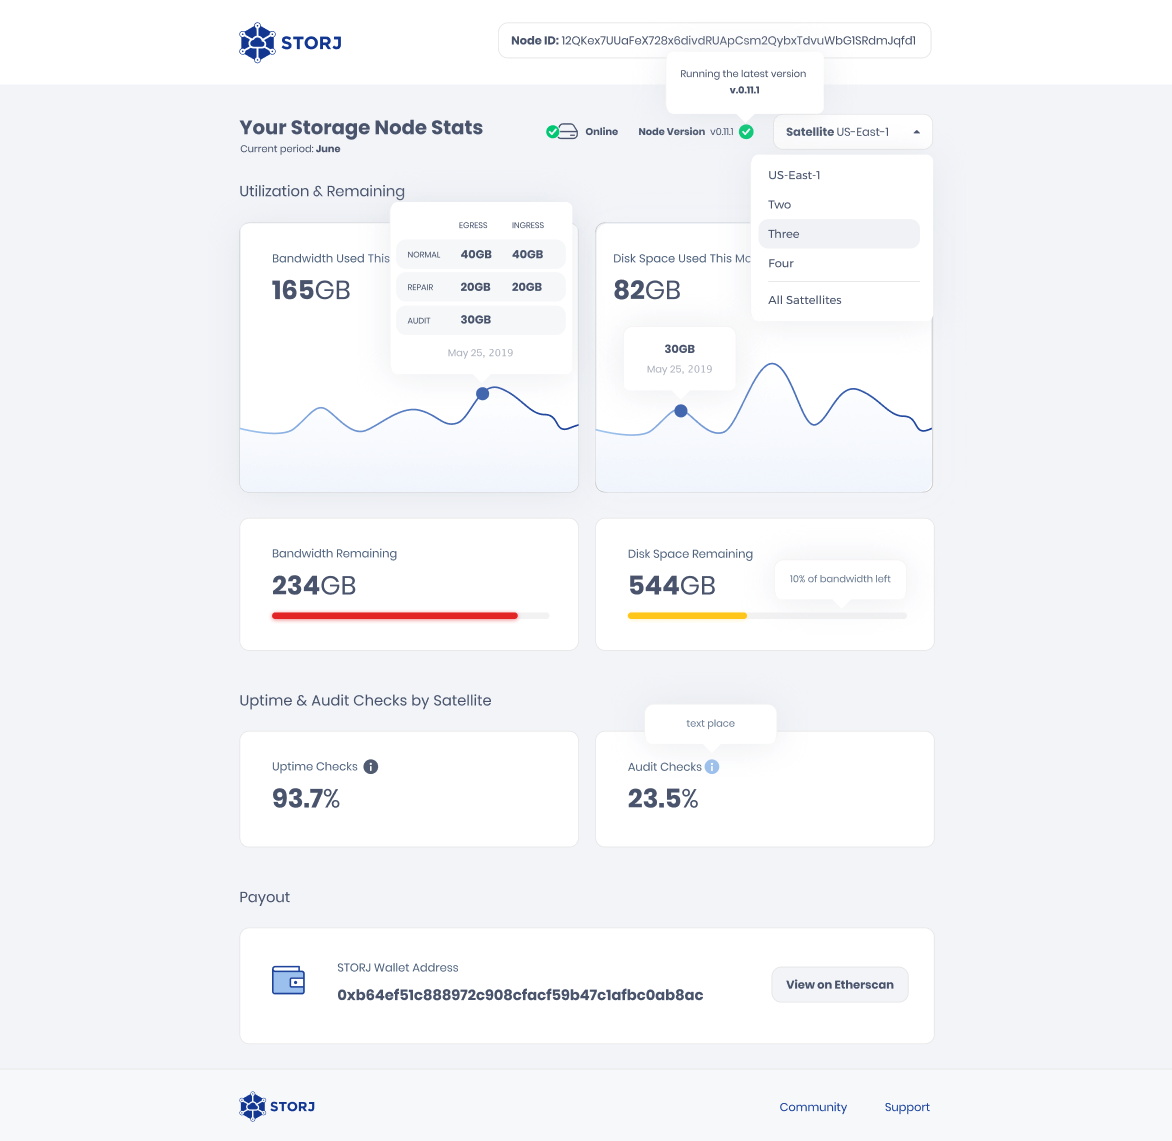 STORJ
Node ID: 12QKex7UUaFeX728x6divdRUApCsm2QybxTdvuWbG1SRdmJqfd1
Running the latest version
v.0.11.1
Your Storage Node Stats
Current period: June
Online
Node Version v0.11.1
Satellite US-East-1
US-East-1
Two
Three
Four
All Sattellites
Utilization & Remaining
Bandwidth Used This
165GB
EGRESS INGRESS
NORMAL 40GB 40GB
REPAIR 20GB 20GB
AUDIT 30GB
May 25, 2019
Disk Space Used This Mo
82GB
30GB
May 25, 2019
Bandwidth Remaining
234GB
Disk Space Remaining
544GB
10% of bandwidth left
Uptime & Audit Checks by Satellite
Uptime Checks
93.7%
text place
Audit Checks
23.5%
Payout
STORJ Wallet Address
0xb64ef51c888972c908cfacf59b47c1afbc0ab8ac
View on Etherscan
STORJ
Community
Support